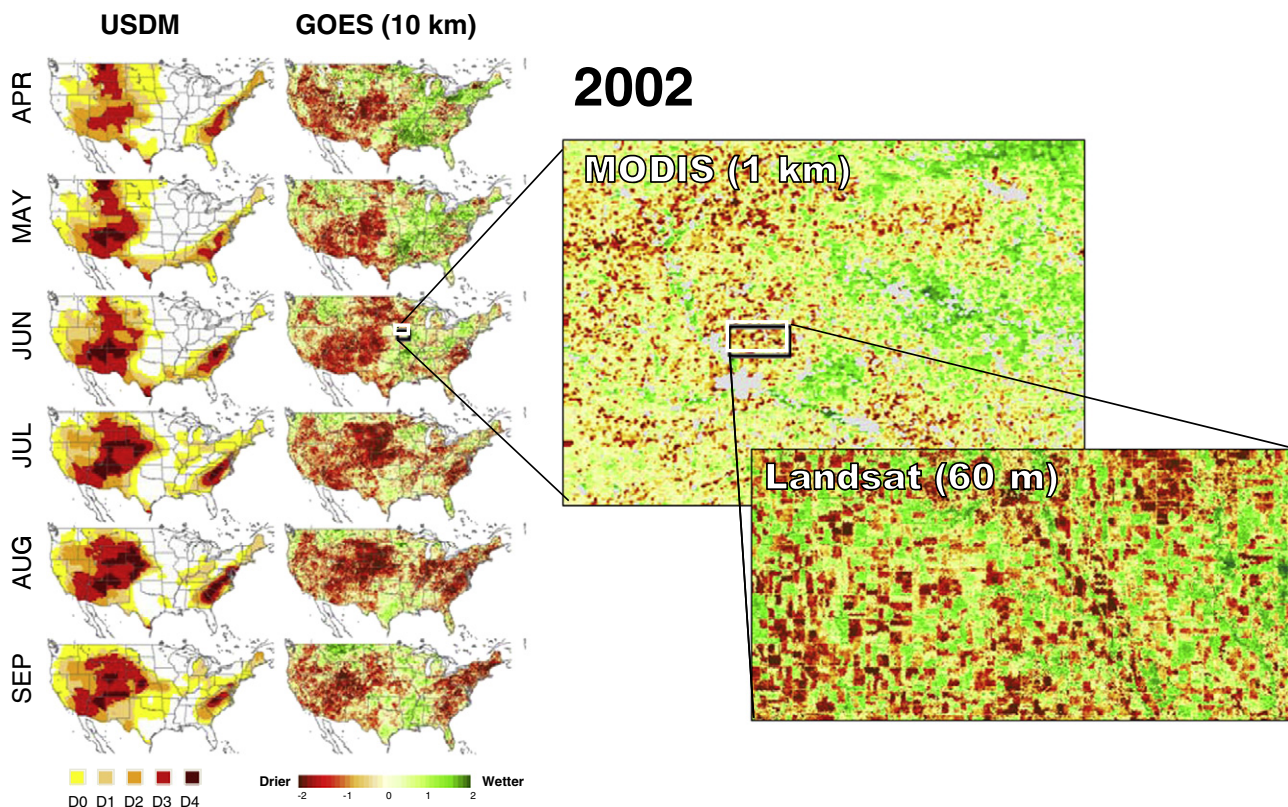 USDM
GOES (10 km)
2002
APR
MAY
JUN
JUL
AUG
SEP
MODIS (1 km)
Landsat (60 m)
D0 D1 D2 D3 D4
Drier
Wetter
-2 -1 0 1 2